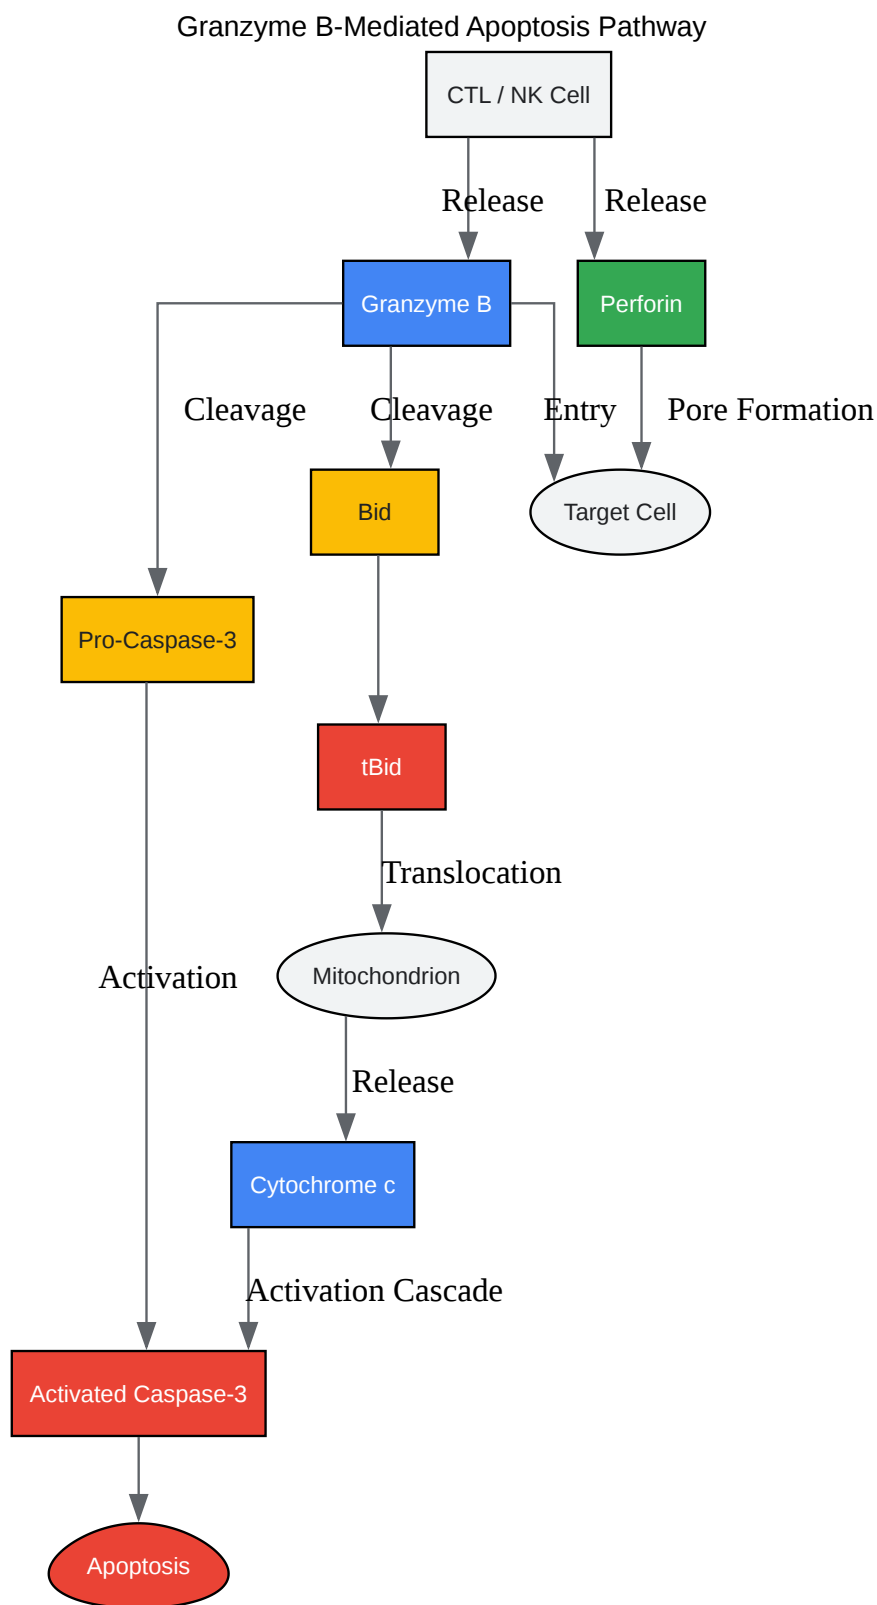 Granzyme B-Mediated Apoptosis Pathway
CTL / NK Cell
Release
Release
Granzyme B
Perforin
Cleavage
Cleavage
Entry
Pore Formation
Bid
Target Cell
Pro-Caspase-3
tBid
Translocation
Mitochondrion
Activation
Release
Cytochrome c
Activation Cascade
Activated Caspase-3
Apoptosis